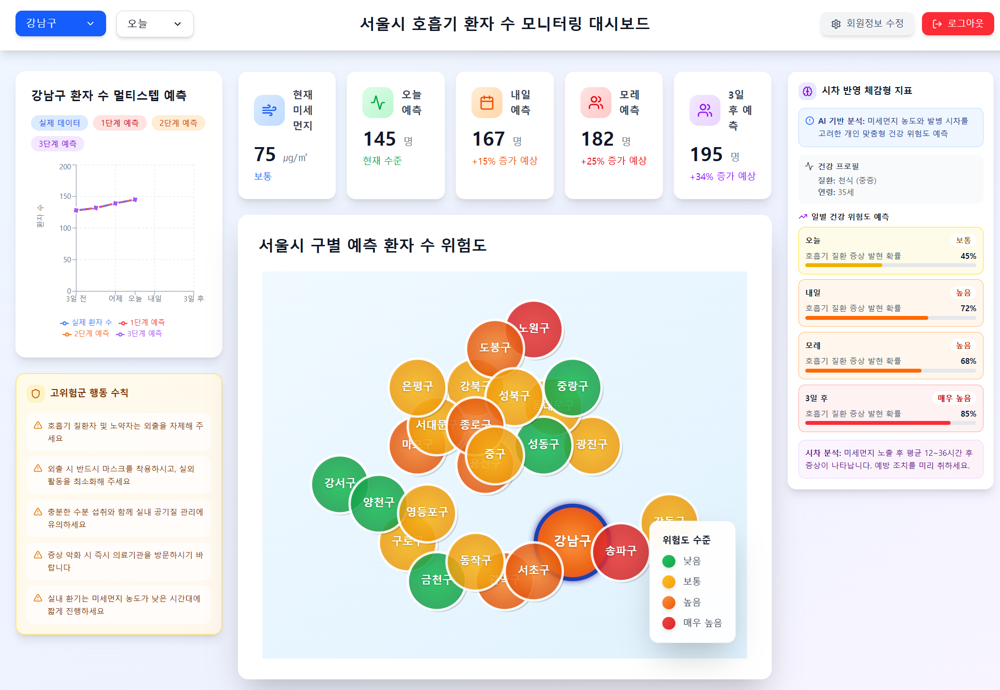 강남구
오늘
서울시 호흡기 환자 수 모니터링 대시보드
회원정보 수정
로그아웃
강남구 환자 수 멀티스텝 예측
실제 데이터
1단계 예측
2단계 예측
3단계 예측
200
150
100
50
0
환자 수
3일 전
어제
오늘
내일
3일 후
실제 환자 수
1단계 예측
2단계 예측
3단계 예측
고위험군 행동 수칙
호흡기 질환자 및 노약자는 외출을 자제해 주
세요
외출 시 반드시 마스크를 착용하시고, 실외
활동을 최소화해 주세요
충분한 수분 섭취와 함께 실내 공기질 관리에
유의하세요
증상 악화 시 즉시 의료기관을 방문하시기 바
랍니다
실내 환기는 미세먼지 농도가 낮은 시간대에
짧게 진행하세요
현재
미세
먼지
75 μg/㎥
보통
오늘
예측
145 명
현재 수준
내일
예측
167 명
+15% 증가 예상
모레
예측
182 명
+25% 증가 예상
3일
후 예
측
195 명
+34% 증가 예상
서울시 구별 예측 환자 수 위험도
노원구
도봉구
은평구
강북구
성북구
중랑구
동대문구
서대문구
종로구
마포구
중구
성동구
광진구
용산구
강서구
양천구
영등포구
구로구
강남구
송파구
강동구
동작구
서초구
금천구
관악구
위험도 수준
낮음
보통
높음
매우 높음
시차 반영 체감형 지표
AI 기반 분석: 미세먼지 농도와 발병 시차를
고려한 개인 맞춤형 건강 위험도 예측
건강 프로필
질환: 천식 (중증)
연령: 35세
일별 건강 위험도 예측
오늘
보통
호흡기 질환 증상 발현 확률
45%
내일
높음
호흡기 질환 증상 발현 확률
72%
모레
높음
호흡기 질환 증상 발현 확률
68%
3일 후
매우 높음
호흡기 질환 증상 발현 확률
85%
시차 분석: 미세먼지 노출 후 평균 12~36시간 후
증상이 나타납니다. 예방 조치를 미리 취하세요.